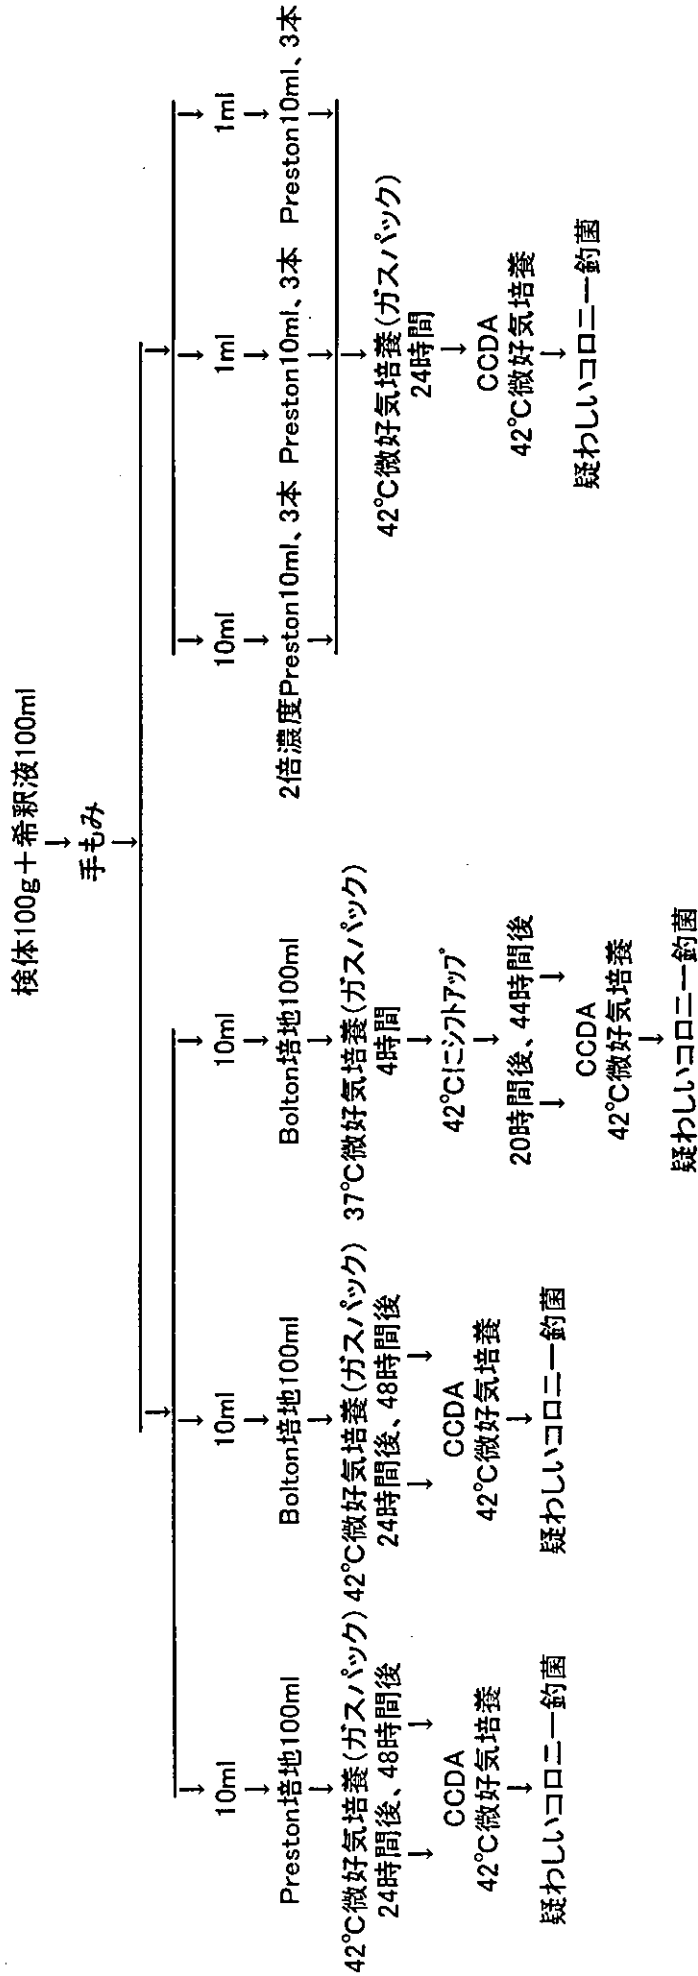 検体100g+希釈液100ml
手もみ
10ml
Preston培地100ml
42℃微好気培養(ガスパック)
24時間後、48時間後
CCDA
42℃微好気培養
疑わしいコロニー釣菌
10ml
Bolton培地100ml
42℃微好気培養(ガスパック)
24時間後、48時間後
CCDA
42℃微好気培養
疑わしいコロニー釣菌
10ml
Bolton培地100ml
37℃微好気培養(ガスパック)
4時間
42℃にシフトアップ
20時間後、44時間後
CCDA
42℃微好気培養
疑わしいコロニー釣菌
10ml
2倍濃度Preston10ml、3本
1ml
Preston10ml、3本
1ml
Preston10ml、3本
42℃微好気培養(ガスパック)
24時間
CCDA
42℃微好気培養
疑わしいコロニー釣菌